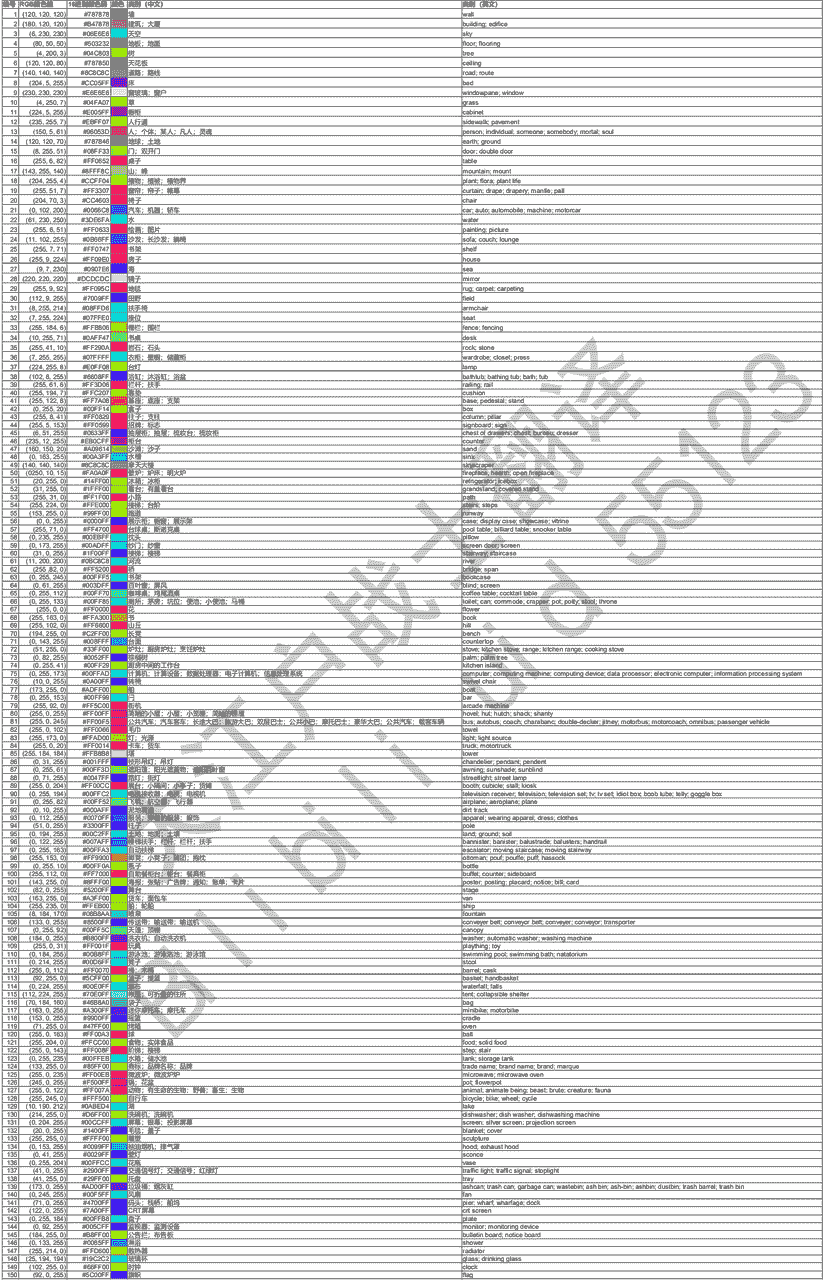 编号 RGB颜色值 16进制颜色码 颜色 类别（中文） 类别（英文）
1 (120, 120, 120) #787878 墙 wall
2 (180, 120, 120) #B47878 建筑；大厦 building; edifice
3 (6, 230, 230) #06E6E6 天空 sky
4 (80, 50, 50) #503232 地板；地面 floor; flooring
5 (4, 200, 3) #04C803 树 tree
6 (120, 120, 80) #787850 天花板 ceiling
7 (140, 140, 140) #8C8C8C 道路；路线 road; route
8 (204, 5, 255) #CC05FF 床 bed
9 (230, 230, 230) #E6E6E6 窗玻璃；窗户 windowpane; window
10 (4, 250, 7) #04FA07 草 grass
11 (224, 5, 255) #E005FF 橱柜 cabinet
12 (235, 255, 7) #EBFF07 人行道 sidewalk; pavement
13 (150, 5, 61) #96053D 人；个体；某人；凡人；灵魂 person; individual; someone; somebody; mortal; soul
14 (120, 120, 70) #787846 地球；土地 earth; ground
15 (8, 255, 51) #08FF33 门；双开门 door; double door
16 (255, 6, 82) #FF0652 桌子 table
17 (143, 255, 140) #8FFF8C 山；峰 mountain; mount
18 (204, 255, 4) #CCFF04 植物；植被；植物界 plant; flora; plant life
19 (255, 51, 7) #FF3307 窗帘；帘子；帷幕 curtain; drape; drapery; mantle; pall
20 (204, 70, 3) #CC4603 椅子 chair
21 (0, 102, 200) #0066C8 汽车；机器；轿车 car; auto; automobile; machine; motorcar
22 (61, 230, 250) #3DE6FA 水 water
23 (255, 6, 51) #FF0633 绘画；图片 painting; picture
24 (11, 102, 255) #0B66FF 沙发；长沙发；躺椅 sofa; couch; lounge
25 (255, 7, 71) #FF0747 书架 shelf
26 (255, 9, 224) #FF09E0 房子 house
27 (9, 7, 230) #0907E6 海 sea
28 (220, 220, 220) #DCDCDC 镜子 mirror
29 (255, 9, 92) #FF095C 地毯 rug; carpet; carpeting
30 (112, 9, 255) #7009FF 田野 field
31 (8, 255, 214) #08FFD6 扶手椅 armchair
32 (7, 255, 224) #07FFE0 座位 seat
33 (255, 184, 6) #FFB806 栅栏；围栏 fence; fencing
34 (10, 255, 71) #0AFF47 书桌 desk
35 (255, 41, 10) #FF290A 岩石；石头 rock; stone
36 (7, 255, 255) #07FFFF 衣柜；壁橱；储藏柜 wardrobe; closet; press
37 (224, 255, 8) #E0FF08 台灯 lamp
38 (102, 8, 255) #6608FF 浴缸；沐浴缸；浴盆 bathtub; bathing tub; bath; tub
39 (255, 61, 6) #FF3D06 栏杆；扶手 railing; rail
40 (255, 194, 7) #FFC207 靠垫 cushion
41 (255, 122, 8) #FF7A08 基座；底座；支架 base; pedestal; stand
42 (0, 255, 20) #00FF14 盒子 box
43 (255, 8, 41) #FF0829 柱子；支柱 column; pillar
44 (255, 5, 153) #FF0599 招牌；标志 signboard; sign
45 (6, 51, 255) #0633FF 抽屉柜；抽屉；梳妆台；梳妆柜 chest of drawers; chest; bureau; dresser
46 (235, 12, 255) #EB0CFF 柜台 counter
47 (160, 150, 20) #A09614 沙滩；沙子 sand
48 (0, 163, 255) #00A3FF 水槽 sink
49 (140, 140, 140) #8C8C8C 摩天大楼 skyscraper
50 (0250, 10, 15) #FA0A0F 壁炉；炉床；明火炉 fireplace; hearth; open fireplace
51 (20, 255, 0) #14FF00 冰箱；冰柜 refrigerator; icebox
52 (31, 255, 0) #1FFF00 看台；有盖看台 grandstand; covered stand
53 (255, 31, 0) #FF1F00 小路 path
54 (255, 224, 0) #FFE000 楼梯；台阶 stairs; steps
55 (153, 255, 0) #99FF00 跑道 runway
56 (0, 0, 255) #0000FF 展示柜；橱窗；展示架 case; display case; showcase; vitrine
57 (255, 71, 0) #FF4700 台球桌；斯诺克桌 pool table; billiard table; snooker table
58 (0, 235, 255) #00EBFF 枕头 pillow
59 (0, 173, 255) #00ADFF 纱门；纱窗 screen door; screen
60 (31, 0, 255) #1F00FF 楼梯；楼梯 stairway; staircase
61 (11, 200, 200) #0BC8C8 河流 river
62 (255 ,82, 0) #FF5200 桥 bridge; span
63 (0, 255, 245) #00FFF5 书架 bookcase
64 (0, 61, 255) #003DFF 百叶窗；屏风 blind; screen
65 (0, 255, 112) #00FF70 咖啡桌；鸡尾酒桌 coffee table; cocktail table
66 (0, 255, 133) #00FF85 厕所；茅房；坑位；便池；小便池；马桶 toilet; can; commode; crapper; pot; potty; stool; throne
67 (255, 0, 0) #FF0000 花 flower
68 (255, 163, 0) #FFA300 书 book
69 (255, 102, 0) #FF6600 山丘 hill
70 (194, 255, 0) #C2FF00 长凳 bench
71 (0, 143, 255) #008FFF 台面 countertop
72 (51, 255, 0) #33FF00 炉灶；厨房炉灶；烹饪炉灶 stove; kitchen stove; range; kitchen range; cooking stove
73 (0, 82, 255) #0052FF 棕榈树 palm; palm tree
74 (0, 255, 41) #00FF29 厨房中间的工作台 kitchen island
75 (0, 255, 173) #00FFAD 计算机；计算设备；数据处理器；电子计算机；信息处理系统 computer; computing machine; computing device; data processor; electronic computer; information processing system
76 (10, 0, 255) #0A00FF 转椅 swivel chair
77 (173, 255, 0) #ADFF00 船 boat
78 (0, 255, 153) #00FF99 bar
79 (255, 92, 0) #FF5C00 街机 arcade machine
80 (255, 0, 255) #FF00FF hovel; hut; hutch; shack; shanty
81 (255, 0, 245) #FF00F5 公共汽车；汽车客车；长途大巴；旅游大巴；双层巴士；公共小巴；摩托巴士；豪华大巴；公共汽车；载客车辆 bus; autobus; coach; charabanc; double-decker; jitney; motorbus; motorcoach; omnibus; passenger vehicle
82 (255, 0, 102) #FF0066 毛巾 towel
83 (255, 173, 0) #FFAD00 灯；光源 light; light source
84 (255, 0, 20) #FF0014 卡车；货车 truck; motortruck
85 (255, 184, 184) #FFB8B8 塔 tower
86 (0, 31, 255) #001FFF 枝形吊灯；吊灯 chandelier; pendant; pendent
87 (0, 255, 61) #00FF3D awning; sunshade; sunblind
88 (0, 71, 255) #0047FF 路灯；街灯 streetlight; street lamp
89 (255, 0, 204) #FF00CC 展台；小隔间；小亭子；货摊 booth; cubicle; stall; kiosk
90 (0, 255, 194) #00FFC2 电视接收器；电视；电视机 television receiver; television; television set; tv; tv set; idiot box; boob tube; telly; goggle box
91 (0, 255, 82) #00FF52 飞机；航空器；飞行器 airplane; aeroplane; plane
92 (0, 10, 255) #000AFF 泥地赛道 dirt track
93 (0, 112, 255) #0070FF apparel; wearing apparel; dress; clothes
94 (51, 0, 255) #3300FF 杆子 pole
95 (0, 194, 255) #00C2FF 土地；地面；土壤 land; ground; soil
96 (0, 122, 255) #007AFF 楼梯扶手；栏杆；栏杆；扶手 bannister; banister; balustrade; balusters; handrail
97 (0, 255, 163) #00FFA3 自动扶梯 escalator; moving staircase; moving stairway
98 (255, 153, 0) #FF9900 脚凳；小凳子；蒲团；抱枕 ottoman; pouf; pouffe; puff; hassock
99 (0, 255, 10) #00FF0A 瓶子 bottle
100 (255, 112, 0) #FF7000 自助餐柜台；柜台；餐具柜 buffet; counter; sideboard
101 (143, 255, 0) #8FFF00 海报；张贴；广告牌；通知；账单；卡片 poster; posting; placard; notice; bill; card
102 (82, 0, 255) #5200FF 舞台 stage
103 (163, 255, 0) #A3FF00 货车；面包车 van
104 (255, 235, 0) #FFEB00 船；轮船 ship
105 (8, 184, 170) #08B8AA 喷泉 fountain
106 (133, 0, 255) #8500FF 传送带；输送带；输送机 conveyer belt; conveyor belt; conveyer; conveyor; transporter
107 (0, 255, 92) #00FF5C 天篷；顶棚 canopy
108 (184, 0, 255) #B800FF 洗衣机；自动洗衣机 washer; automatic washer; washing machine
109 (255, 0, 31) #FF001F 玩具 plaything; toy
110 (0, 184, 255) #00B8FF 游泳池；游泳浴池；游泳馆 swimming pool; swimming bath; natatorium
111 (0, 214, 255) #00D6FF 凳子 stool
112 (255, 0, 112) #FF0070 桶；木桶 barrel; cask
113 (92, 255, 0) #5CFF00 篮子；提篮 basket; handbasket
114 (0, 224, 255) #00E0FF 瀑布 waterfall; falls
115 (112, 224, 255) #70E0FF 帐篷；可折叠的住所 tent; collapsible shelter
116 (70, 184, 160) #46B8A0 袋子 bag
117 (163, 0, 255) #A300FF 迷你摩托车；摩托车 minibike; motorbike
118 (153, 0, 255) #9900FF 摇篮 cradle
119 (71, 255, 0) #47FF00 烤箱 oven
120 (255, 0, 163) #FF00A3 球 ball
121 (255, 204, 0) #FFCC00 食物；实体食品 food; solid food
122 (255, 0, 143) #FF008F 阶梯；楼梯 step; stair
123 (0, 255, 235) #00FFEB 水箱；储水池 tank; storage tank
124 (133, 255, 0) #85FF00 商标；品牌名称；品牌 trade name; brand name; brand; marque
125 (255, 0, 235) #FF00EB 微波炉；微波炉炉 microwave; microwave oven
126 (245, 0, 255) #F500FF 锅；花盆 pot; flowerpot
127 (255, 0, 122) #FF007A 动物；有生命的生物；野兽；畜生；生物 animal; animate being; beast; brute; creature; fauna
128 (255, 245, 0) #FFF500 自行车 bicycle; bike; wheel; cycle
129 (10, 190, 212) #0ABED4 湖 lake
130 (214, 255, 0) #D6FF00 洗碗机；洗碗机 dishwasher; dish washer; dishwashing machine
131 (0, 204, 255) #00CCFF 屏幕；银幕；投影屏幕 screen; silver screen; projection screen
132 (20, 0, 255) #1400FF 毛毯；盖子 blanket; cover
133 (255, 255, 0) #FFFF00 雕塑 sculpture
134 (0, 153, 255) #0099FF 抽油烟机；排气罩 hood; exhaust hood
135 (0, 41, 255) #0029FF 壁灯 sconce
136 (0, 255, 204) #00FFCC 花瓶 vase
137 (41, 0, 255) #2900FF 交通信号灯；交通信号；红绿灯 traffic light; traffic signal; stoplight
138 (41, 255, 0) #29FF00 托盘 tray
139 (173, 0, 255) #AD00FF 垃圾桶；烟灰缸 ashcan; trash can; garbage can; wastebin; ash bin; ash-bin; ashbin; dustbin; trash barrel; trash bin
140 (0, 245, 255) #00F5FF 风扇 fan
141 (71, 0, 255) #4700FF 码头；栈桥；船坞 pier; wharf; wharfage; dock
142 (122, 0, 255) #7A00FF CRT屏幕 crt screen
143 (0, 255, 184) #00FFB8 盘子 plate
144 (0, 92, 255) #005CFF 监视器；监测设备 monitor; monitoring device
145 (184, 255, 0) #B8FF00 公告栏；布告板 bulletin board; notice board
146 (0, 133, 255) #0085FF 淋浴 shower
147 (255, 214, 0) #FFD600 散热器 radiator
148 (25, 194, 194) #19C2C2 玻璃杯 glass; drinking glass
149 (102, 255, 0) #66FF00 时钟 clock
150 (92, 0, 255) #5C00FF 旗帜 flag
大江户战士翻译
bilibili uid 55123